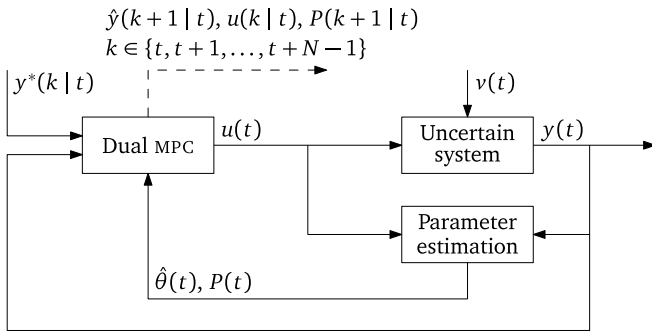 ŷ(k + 1 | t), u(k | t), P(k + 1 | t)
k ∈ {t, t + 1, . . . , t + N − 1}
y*(k | t)
v(t)
Dual MPC
u(t)
Uncertain
system
y(t)
Parameter
estimation
θ̂(t), P(t)